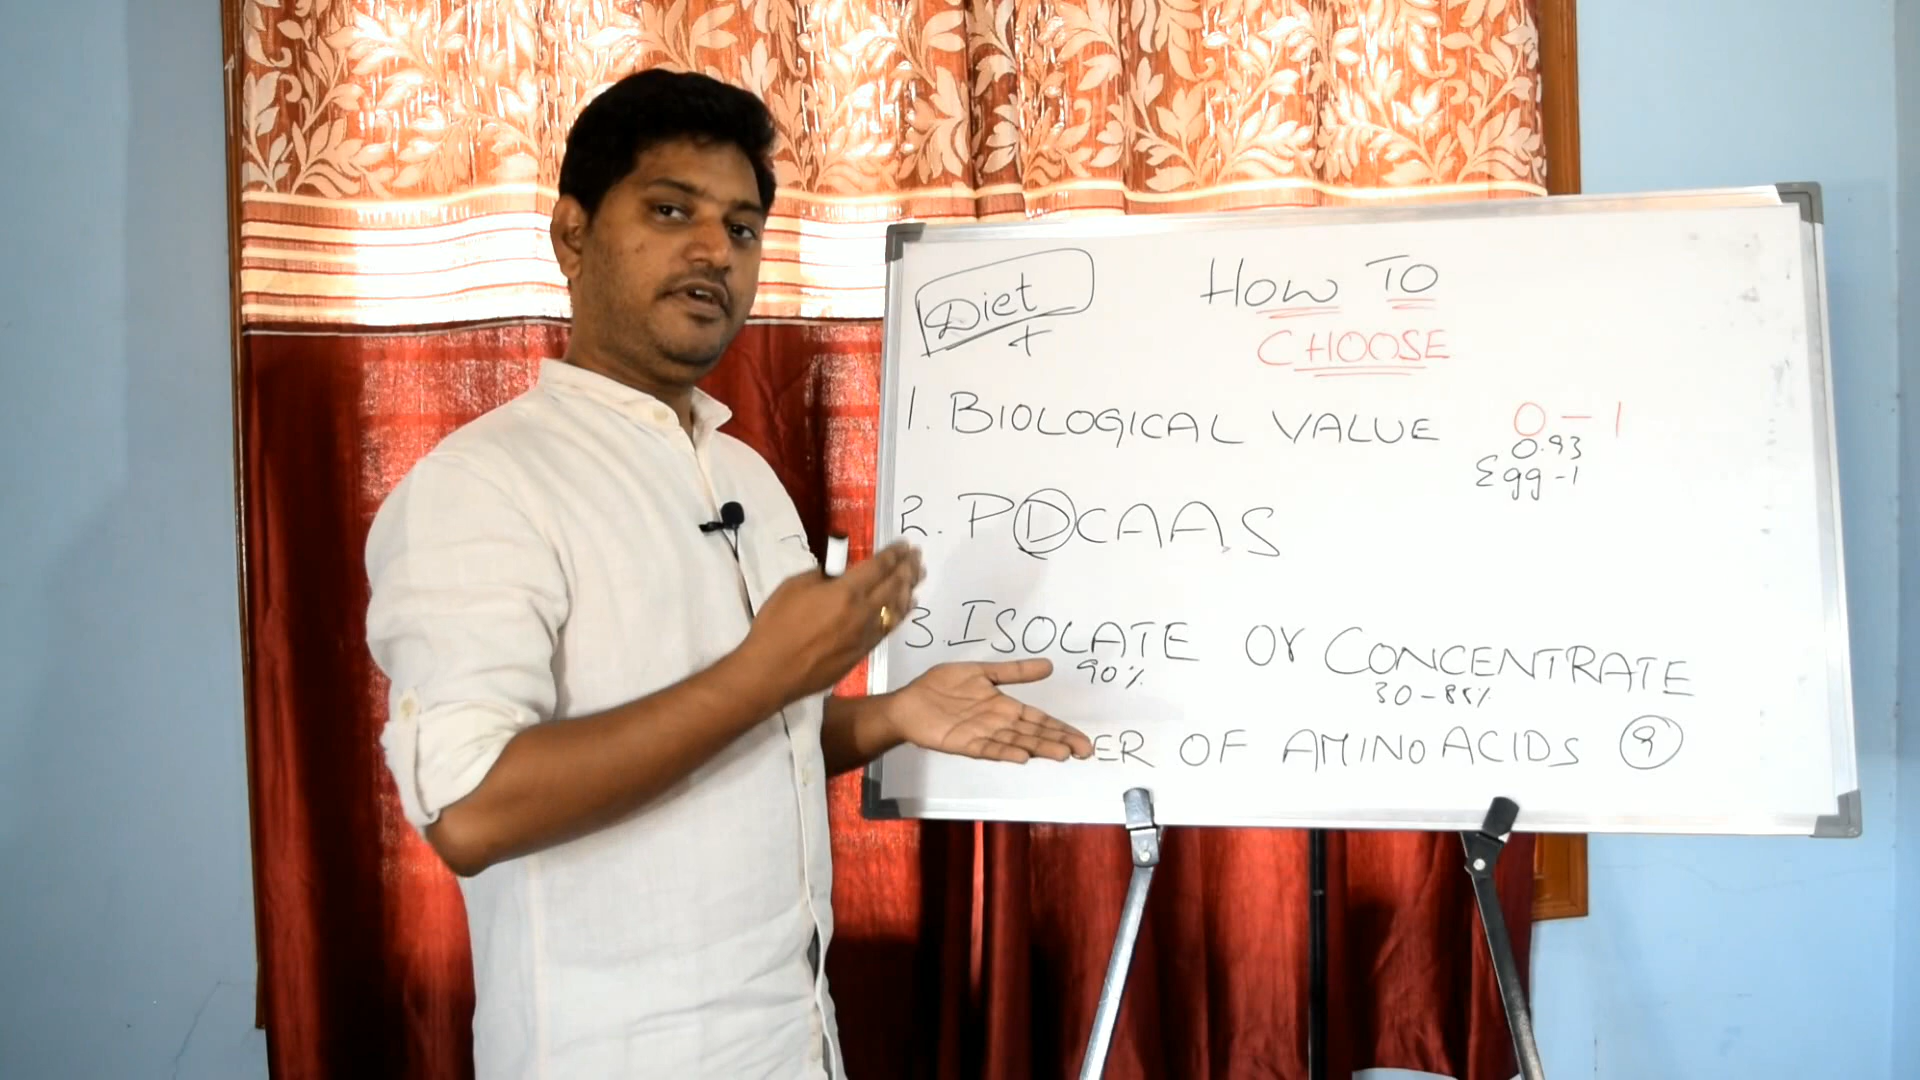 Diet
+
HOW TO
CHOOSE
1. BIOLOGICAL VALUE 0-1
0.93
Egg-1
2. PDCAAS
3. ISOLATE or CONCENTRATE
90% 30-85%
ER OF AMINO ACIDS 9